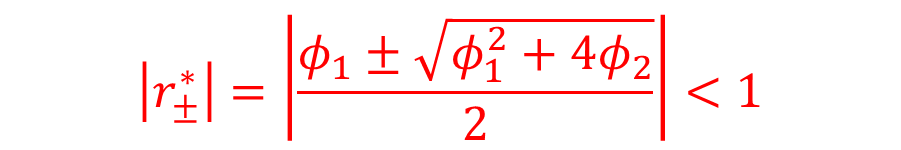 |r*±| = |(ϕ₁ ± √(ϕ₁² + 4ϕ₂))/2| < 1